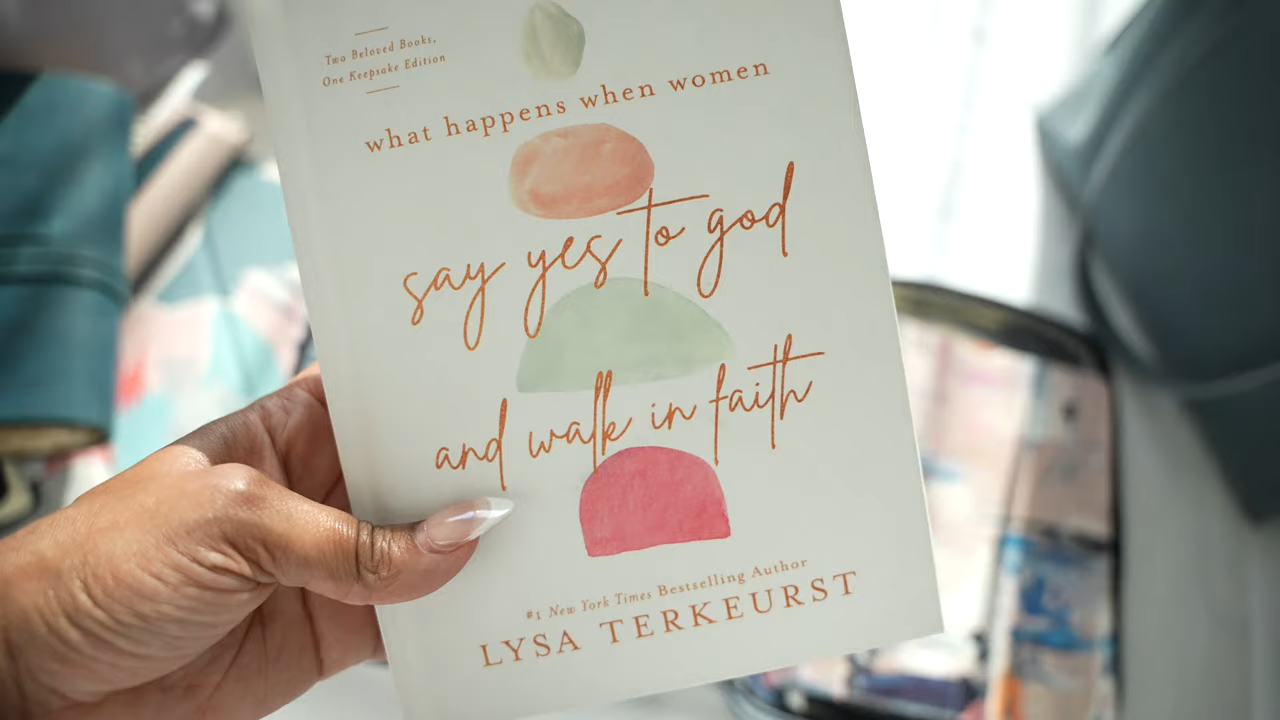 Two Beloved Books,
One Keepsake Edition
what happens when women
say yes to god
and walk in faith
#1 New York Times Bestselling Author
LYSA TERKEURST